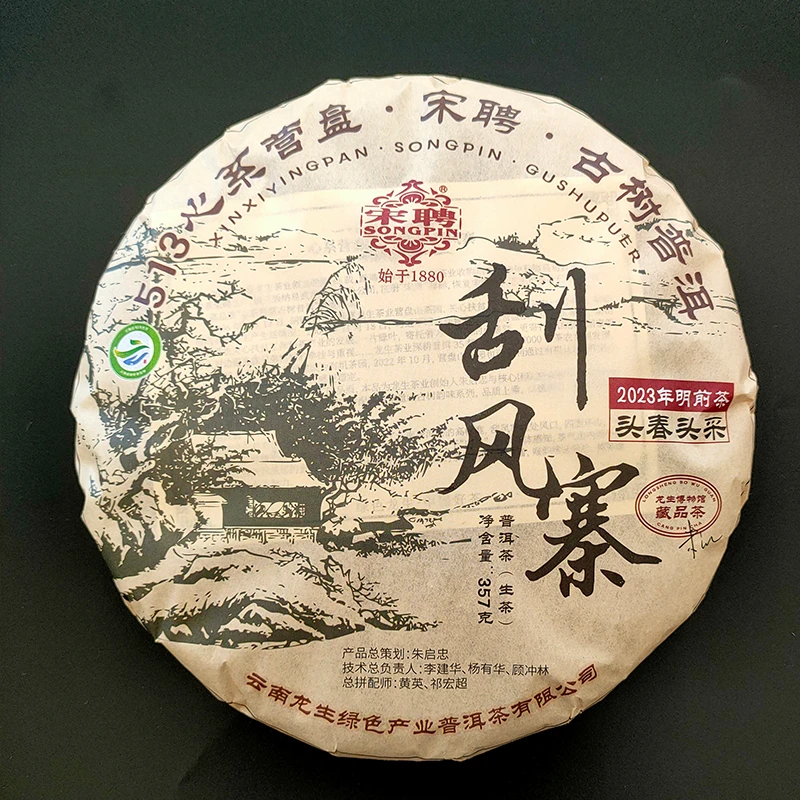 513心系营盘·宋聘·古树普洱
XINXIYINGPAN · SONGPIN · GUSHUPUER
宋聘®
SONGPIN
始于1880
刮风寨
2023年明前茶
头春头采
龙生博物馆
藏品茶
普洱茶（生茶）
净含量：357克
产品总策划：朱启忠
技术总负责人：李建华、杨有华、顾冲林
总拼配师：黄英、祁宏超
云南龙生绿色产业普洱茶有限公司